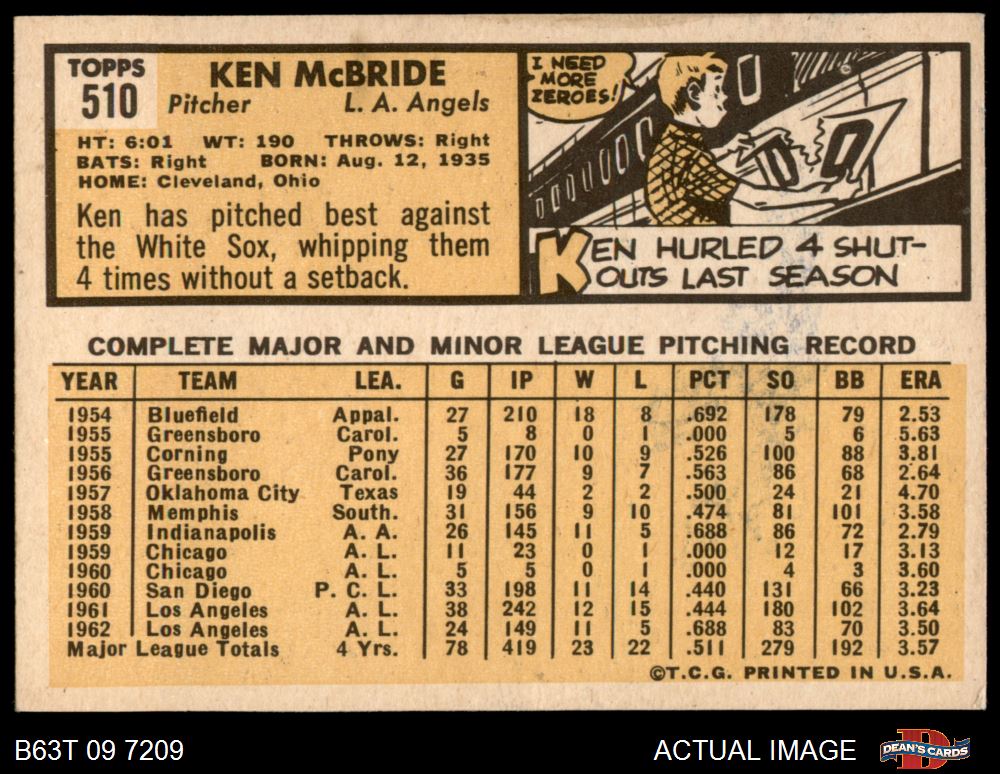 TOPPS
510
KEN McBRIDE
Pitcher L. A. Angels
HT: 6:01 WT: 190 THROWS: Right
BATS: Right BORN: Aug. 12, 1935
HOME: Cleveland, Ohio
Ken has pitched best against
the White Sox, whipping them
4 times without a setback.
I NEED
MORE
ZEROES!
0
0
KEN HURLED 4 SHUT-
OUTS LAST SEASON
COMPLETE MAJOR AND MINOR LEAGUE PITCHING RECORD
YEAR TEAM LEA. G IP W L PCT SO BB ERA
1954 Bluefield Appal. 27 210 18 8 .692 178 79 2.53
1955 Greensboro Carol. 5 8 0 1 .000 5 6 5.63
1955 Corning Pony 27 170 10 9 .526 100 88 3.81
1956 Greensboro Carol. 36 177 9 7 .563 86 68 2.64
1957 Oklahoma City Texas 19 44 2 2 .500 24 21 4.70
1958 Memphis South. 31 156 9 10 .474 81 101 3.58
1959 Indianapolis A. A. 26 145 11 5 .688 86 72 2.79
1959 Chicago A. L. 11 23 0 1 .000 12 17 3.13
1960 Chicago A. L. 5 5 0 1 .000 4 3 3.60
1960 San Diego P. C. L. 33 198 11 14 .440 131 66 3.23
1961 Los Angeles A. L. 38 242 12 15 .444 180 102 3.64
1962 Los Angeles A. L. 24 149 11 5 .688 83 70 3.50
Major League Totals 4 Yrs. 78 419 23 22 .511 279 192 3.57
©T.C.G. PRINTED IN U.S.A.
B63T 09 7209 ACTUAL IMAGE DEAN'S CARDS